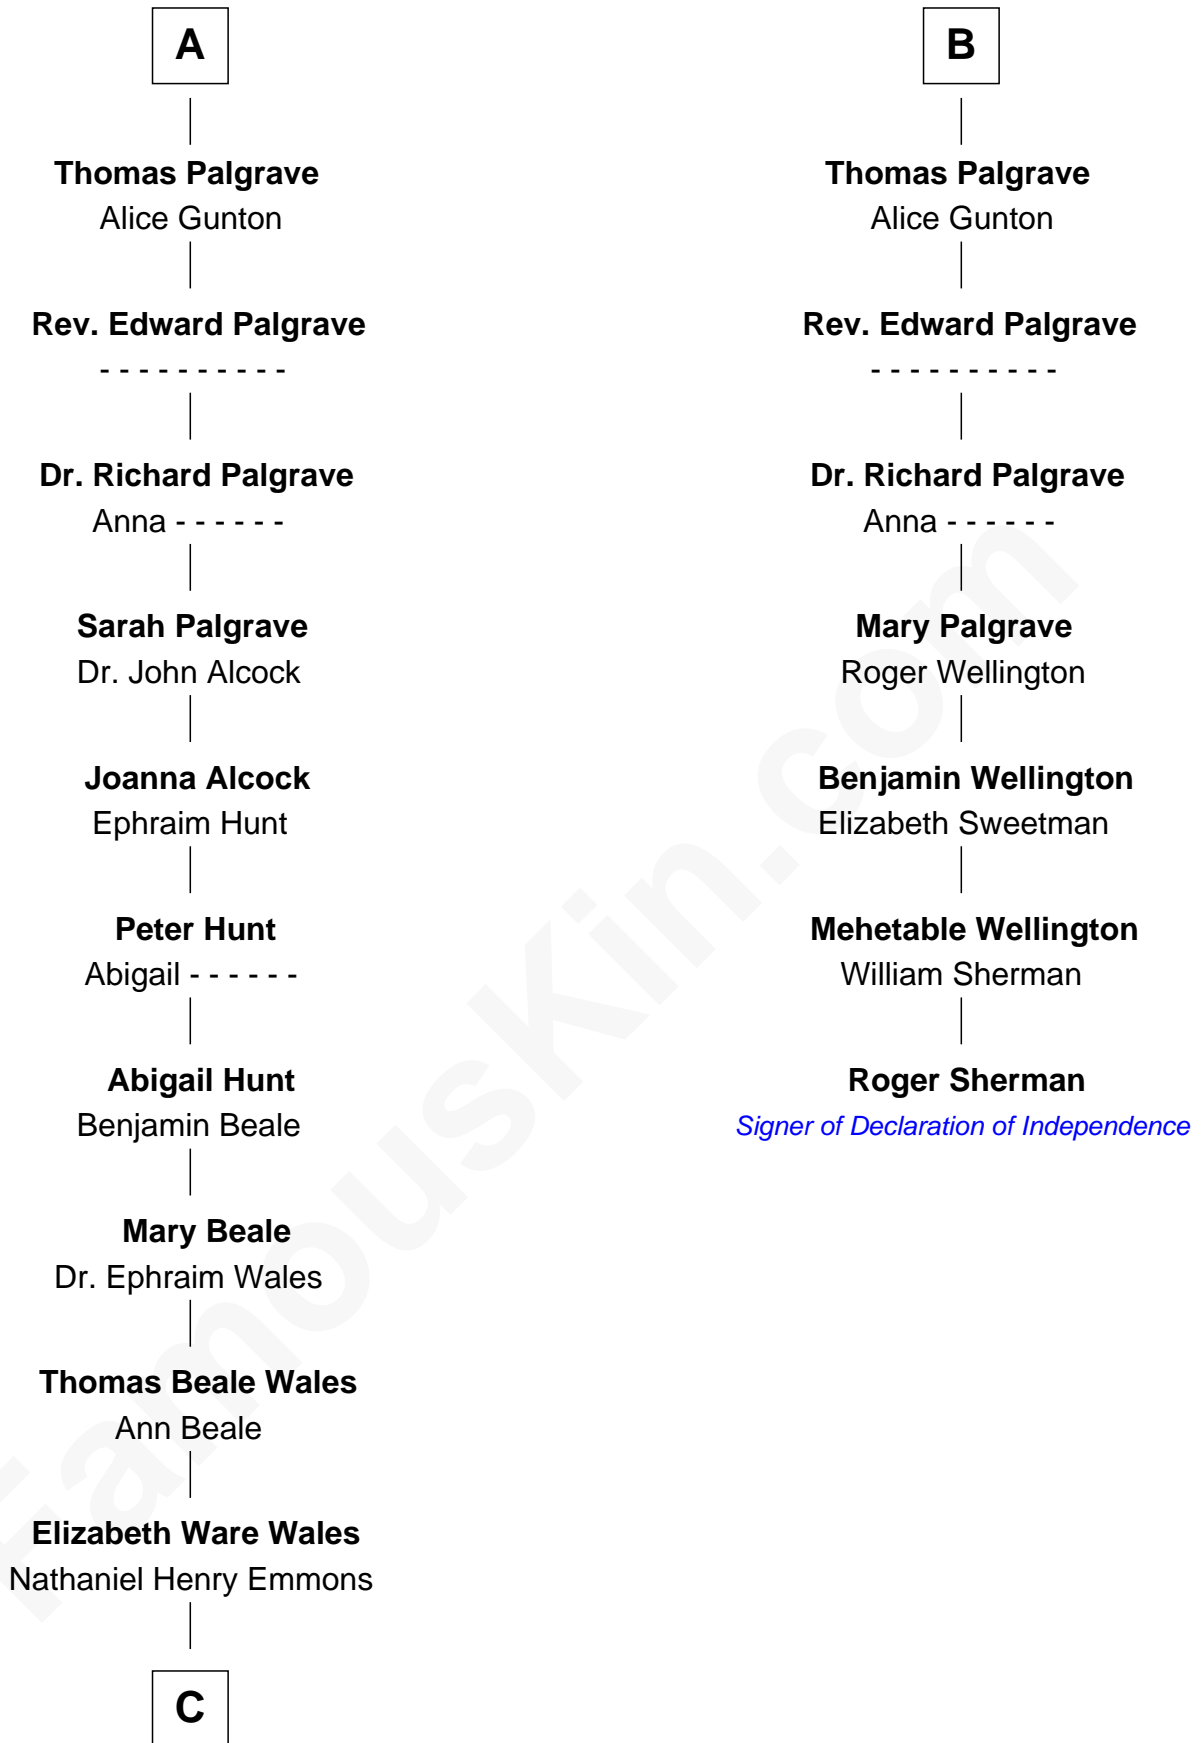 A
Thomas Palgrave
Alice Gunton
Rev. Edward Palgrave
- - - - - - - - - -
Dr. Richard Palgrave
Anna - - - - - -
Sarah Palgrave
Dr. John Alcock
Joanna Alcock
Ephraim Hunt
Peter Hunt
Abigail - - - - - -
Abigail Hunt
Benjamin Beale
Mary Beale
Dr. Ephraim Wales
Thomas Beale Wales
Ann Beale
Elizabeth Ware Wales
Nathaniel Henry Emmons
C
B
Thomas Palgrave
Alice Gunton
Rev. Edward Palgrave
- - - - - - - - - -
Dr. Richard Palgrave
Anna - - - - - -
Mary Palgrave
Roger Wellington
Benjamin Wellington
Elizabeth Sweetman
Mehetable Wellington
William Sherman
Roger Sherman
Signer of Declaration of Independence
FamousKin.com